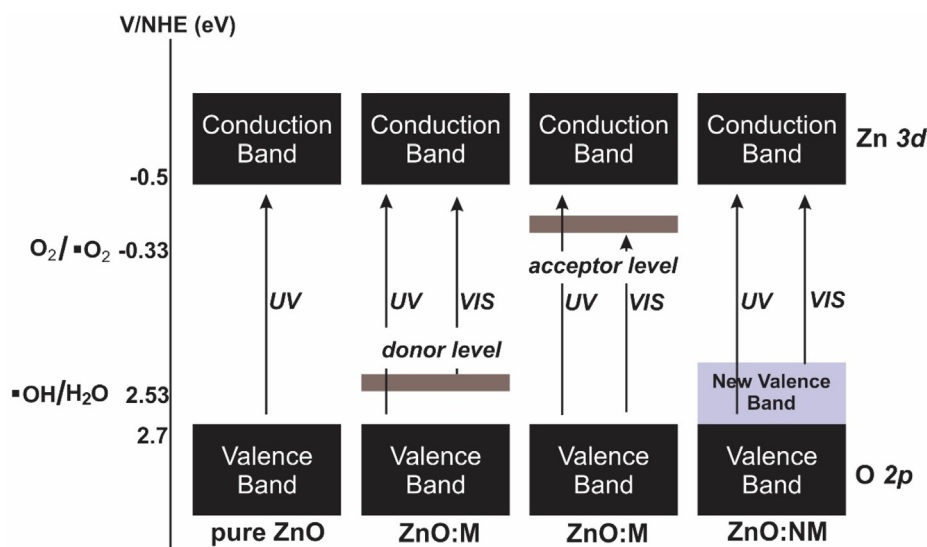 V/NHE (eV)
Conduction
Band
Conduction
Band
Conduction
Band
Conduction
Band
Zn 3d
-0.5
O₂/▪O₂ -0.33
acceptor level
UV
UV
VIS
UV
VIS
UV
VIS
donor level
▪OH/H₂O 2.53
New Valence
Band
2.7
Valence
Band
Valence
Band
Valence
Band
Valence
Band
O 2p
pure ZnO
ZnO:M
ZnO:M
ZnO:NM